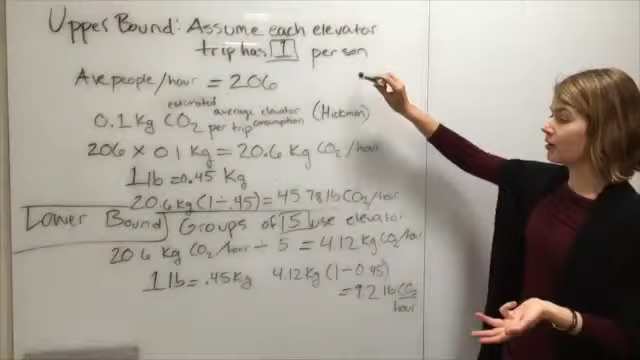 Upper Bound: Assume each elevator
trip has 1 person
Ave people/hour = 206
estimated average elevator
0.1 Kg CO2 per trip consumption (Hickman)
206 × 0.1 Kg = 20.6 Kg CO2/hour
1 lb = 0.45 Kg
20.6 Kg (1 ÷ .45) = 45.78 lb CO2/hour
Lower Bound Groups of 5 use elevator
20.6 Kg CO2/hour ÷ 5 = 4.12 Kg CO2/hour
1 lb = .45 Kg 4.12 Kg (1 ÷ 0.45)
= 9.2 lb CO2/hour